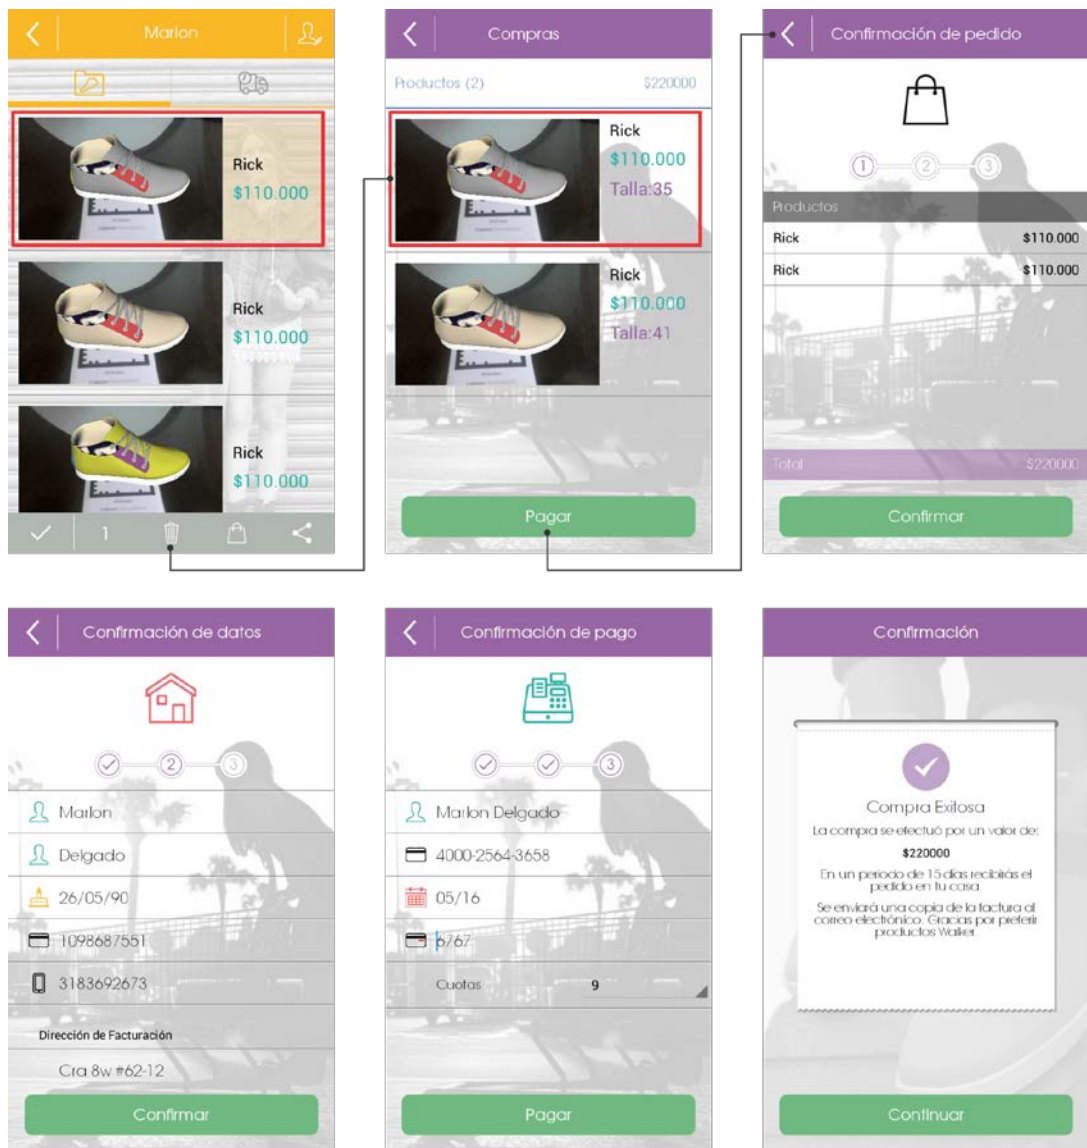 Marlon
Rick
$110.000
Rick
$110.000
Rick
$110.000
1
Compras
Productos (2)
$220000
Rick
$110.000
Talla:35
Rick
$110.000
Talla:41
Pagar
Confirmación de pedido
1 2 3
Productos
Rick $110.000
Rick $110.000
Total $220000
Confirmar
Confirmación de datos
2 3
Marlon
Delgado
26/05/90
1098687551
3183692673
Dirección de Facturación
Cra 8w #62-12
Confirmar
Confirmación de pago
3
Marlon Delgado
4000-2564-3658
05/16
6767
Cuotas 9
Pagar
Confirmación
Compra Exitosa
La compra se efectuó por un valor de:
$220000
En un periodo de 15 días recibirás el
pedido en tu casa
Se enviará una copia de la factura al
correo electrónico. Gracias por preferir
productos Walker
Continuar